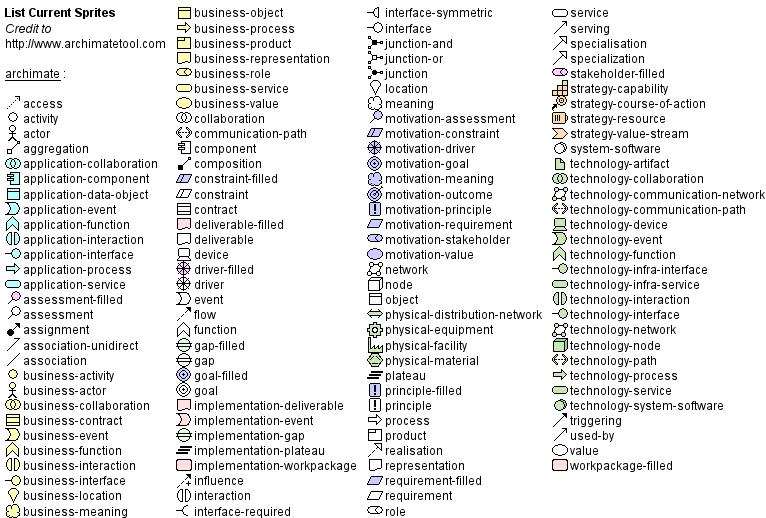 List Current Sprites
Credit to
http://www.archimatetool.com
archimate :
access
activity
actor
aggregation
application-collaboration
application-component
application-data-object
application-event
application-function
application-interaction
application-interface
application-process
application-service
assessment-filled
assessment
assignment
association-unidirect
association
business-activity
business-actor
business-collaboration
business-contract
business-event
business-function
business-interaction
business-interface
business-location
business-meaning
business-object
business-process
business-product
business-representation
business-role
business-service
business-value
collaboration
communication-path
component
composition
constraint-filled
constraint
contract
deliverable-filled
deliverable
device
driver-filled
driver
event
flow
function
gap-filled
gap
goal-filled
goal
implementation-deliverable
implementation-event
implementation-gap
implementation-plateau
implementation-workpackage
influence
interaction
interface-required
interface-symmetric
interface
junction-and
junction-or
junction
location
meaning
motivation-assessment
motivation-constraint
motivation-driver
motivation-goal
motivation-meaning
motivation-outcome
motivation-principle
motivation-requirement
motivation-stakeholder
motivation-value
network
node
object
physical-distribution-network
physical-equipment
physical-facility
physical-material
plateau
principle-filled
principle
process
product
realisation
representation
requirement-filled
requirement
role
service
serving
specialisation
specialization
stakeholder-filled
strategy-capability
strategy-course-of-action
strategy-resource
strategy-value-stream
system-software
technology-artifact
technology-collaboration
technology-communication-network
technology-communication-path
technology-device
technology-event
technology-function
technology-infra-interface
technology-infra-service
technology-interaction
technology-interface
technology-network
technology-node
technology-path
technology-process
technology-service
technology-system-software
triggering
used-by
value
workpackage-filled